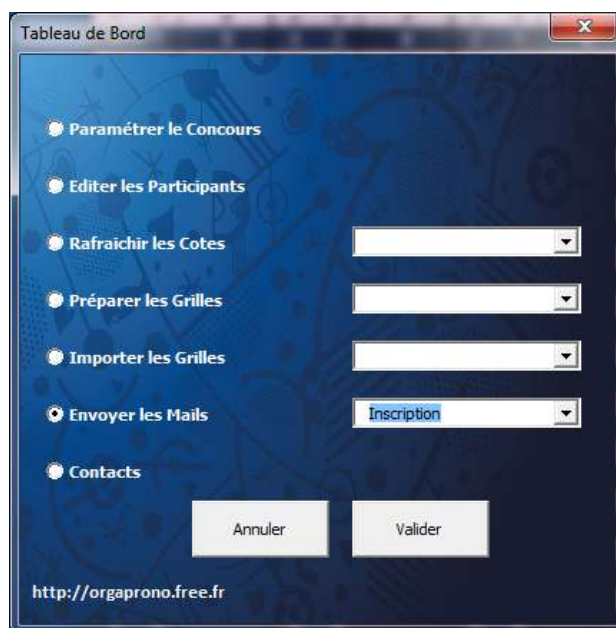 Tableau de Bord
Paramétrer le Concours
Editer les Participants
Rafraichir les Cotes
Préparer les Grilles
Importer les Grilles
Envoyer les Mails Inscription
Contacts
Annuler Valider
http://orgaprono.free.fr